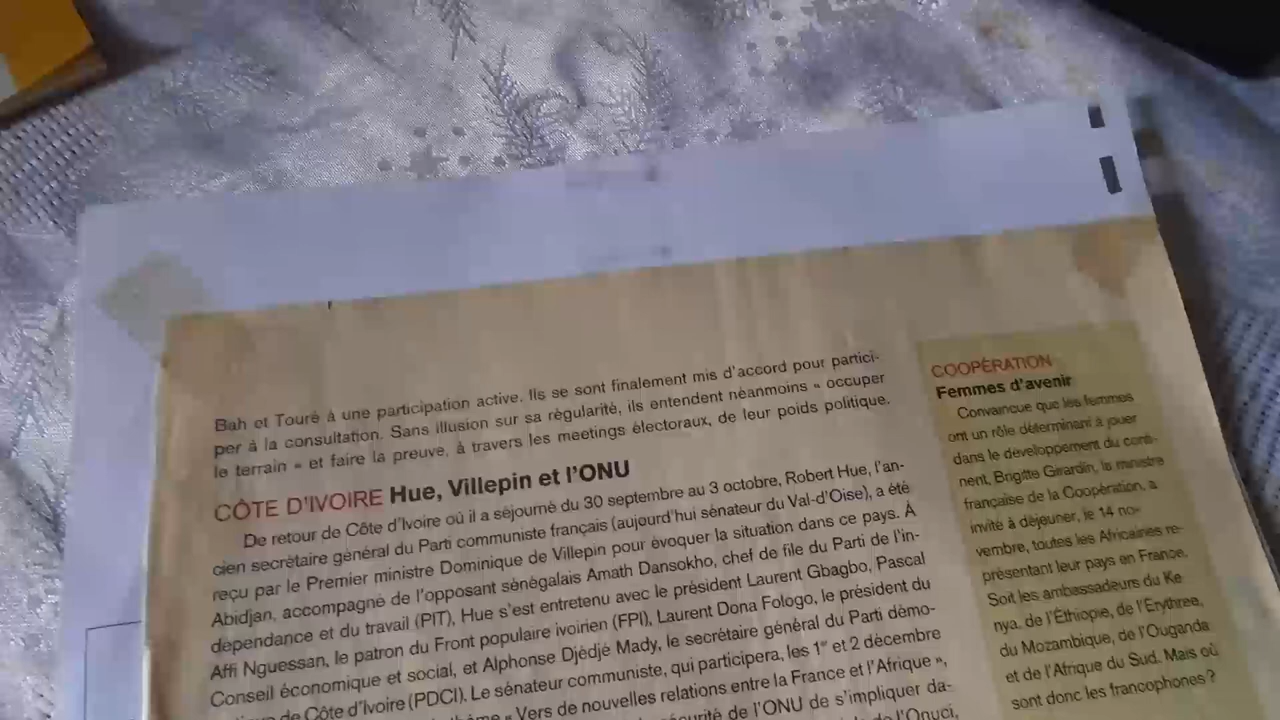 Bah et Touré à une participation active. Ils se sont finalement mis d'accord pour partici-
per à la consultation. Sans illusion sur sa régularité, ils entendent néanmoins « occuper
le terrain » et faire la preuve, à travers les meetings électoraux, de leur poids politique.
CÔTE D'IVOIRE Hue, Villepin et l'ONU
De retour de Côte d'Ivoire où il a séjourné du 30 septembre au 3 octobre, Robert Hue, l'an-
cien secrétaire général du Parti communiste français (aujourd'hui sénateur du Val-d'Oise), a été
reçu par le Premier ministre Dominique de Villepin pour évoquer la situation dans ce pays. À
Abidjan, accompagné de l'opposant sénégalais Amath Dansokho, chef de file du Parti de l'in-
dépendance et du travail (PIT), Hue s'est entretenu avec le président Laurent Gbagbo, Pascal
Affi Nguessan, le patron du Front populaire ivoirien (FPI), Laurent Dona Fologo, le président du
Conseil économique et social, et Alphonse Djédjé Mady, le secrétaire général du Parti démo-
de Côte d'Ivoire (PDCI). Le sénateur communiste, qui participera, les 1er et 2 décembre
« Vers de nouvelles relations entre la France et l'Afrique »,
de l'ONU de s'impliquer da-
de l'Onuci,
COOPÉRATION
Femmes d'avenir
Convaincue que les femmes
ont un rôle déterminant à jouer
dans le développement du conti-
nent, Brigitte Girardin, la ministre
française de la Coopération, a
invité à déjeuner, le 14 no-
vembre, toutes les Africaines re-
présentant leur pays en France.
Soit les ambassadeurs du Ke
nya, de l'Éthiopie, de l'Érythrée,
du Mozambique, de l'Ouganda
et de l'Afrique du Sud. Mais où
sont donc les francophones ?